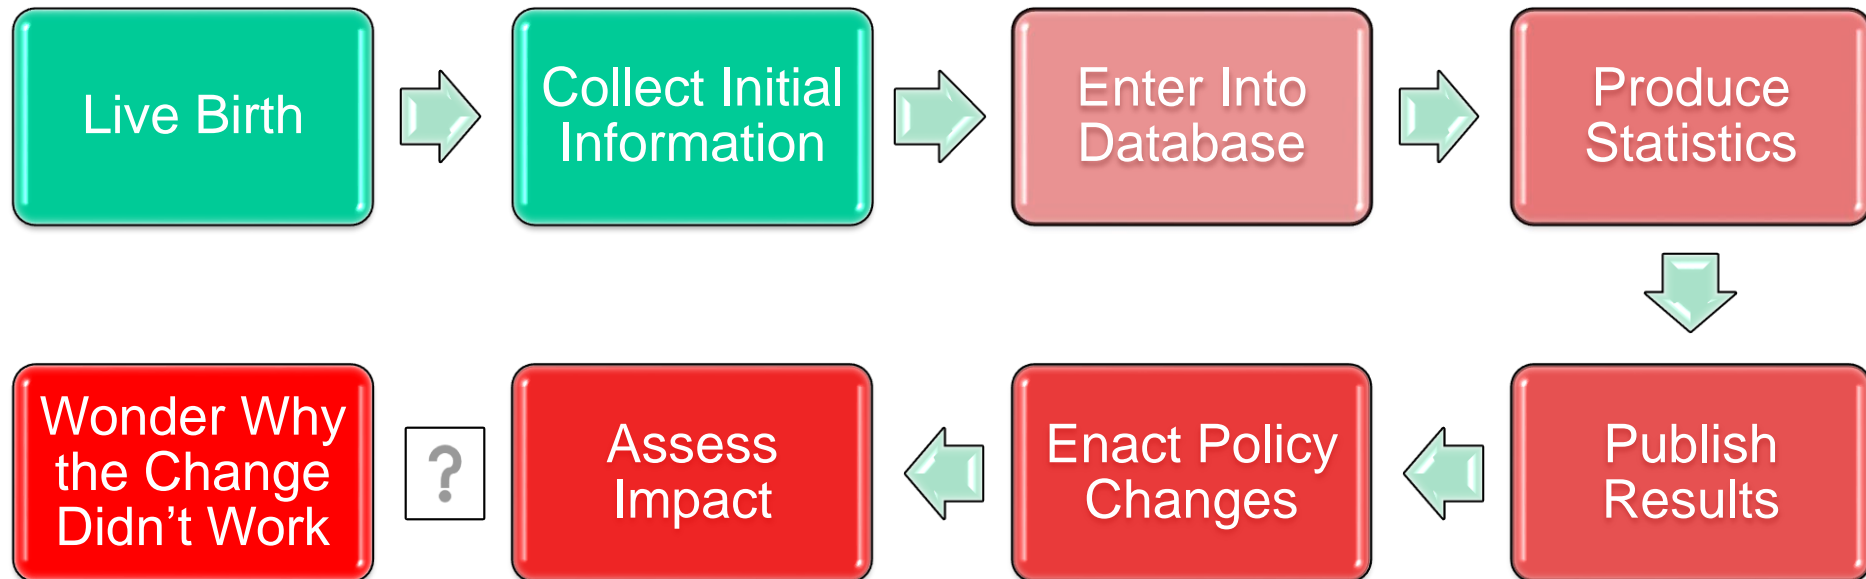 Live Birth
Collect Initial
Information
Enter Into
Database
Produce
Statistics
Wonder Why
the Change
Didn’t Work
?
Assess
Impact
Enact Policy
Changes
Publish
Results